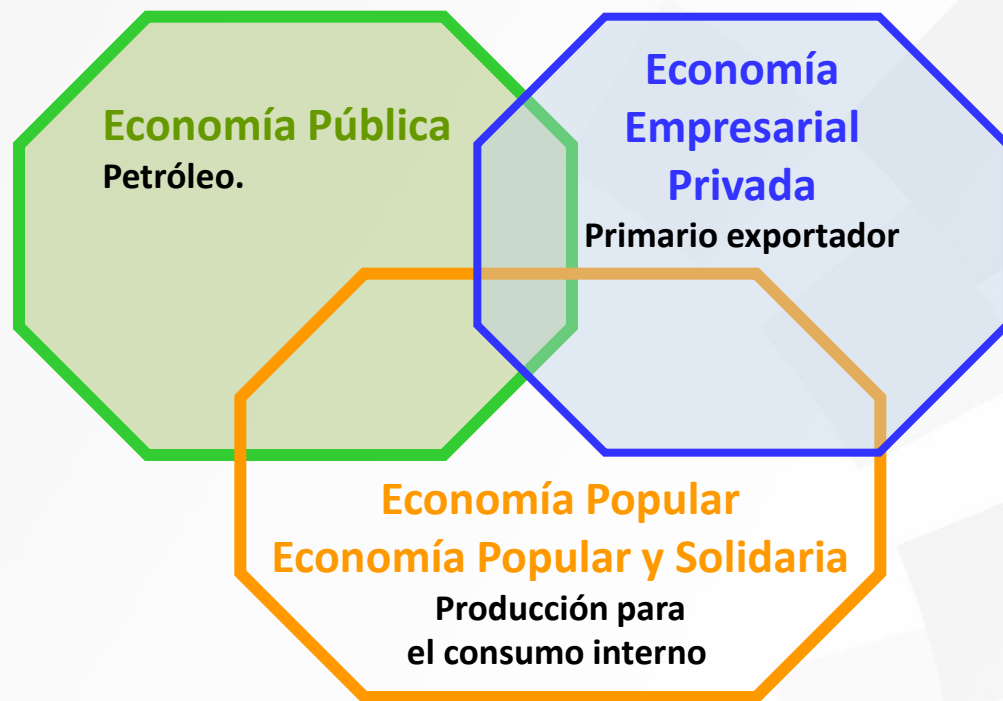 Economía Pública
Petróleo.
Economía
Empresarial
Privada
Primario exportador
Economía Popular
Economía Popular y Solidaria
Producción para
el consumo interno